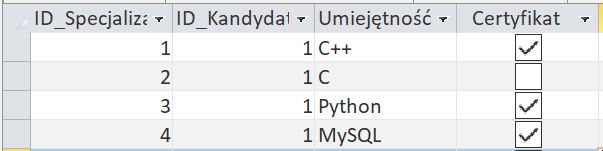 ID_Specjaliza ID_Kandydat Umiejętność Certyfikat
1 1 C++
2 1 C
3 1 Python
4 1 MySQL